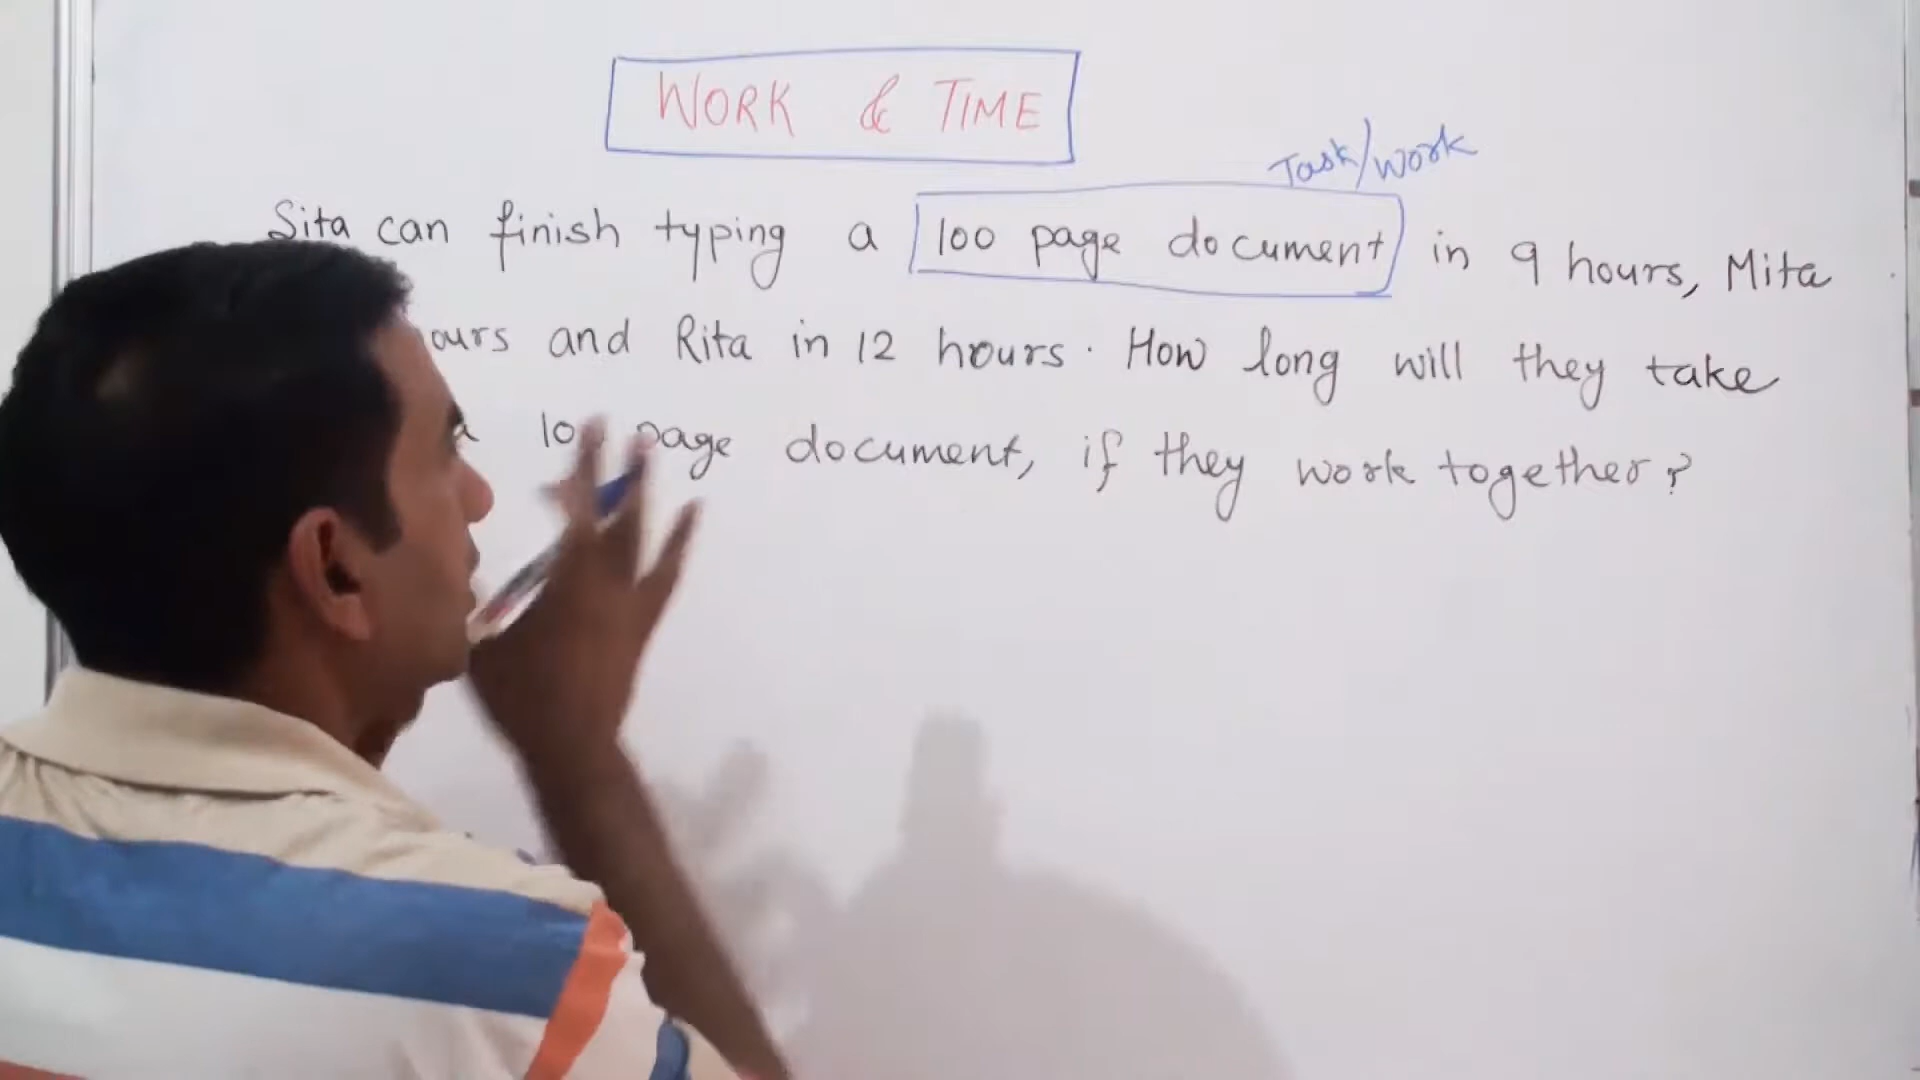 WORK & TIME
Task/work
Sita can finish typing a 100 page document in 9 hours, Mita
ours and Rita in 12 hours. How long will they take
a 100 page document, if they work together?